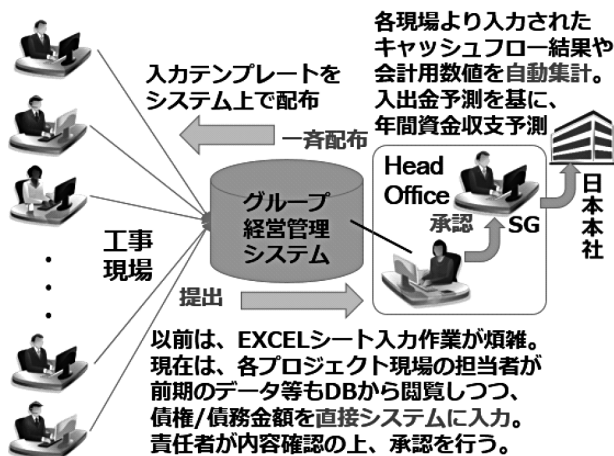 各現場より入力された
キャッシュフロー結果や
会計用数値を自動集計。
入出金予測を基に、
年間資金収支予測
入力テンプレートを
システム上で配布
一斉配布
Head
Office
承認
SG
日本本社
グループ
経営管理
システム
工事
現場
・
・
・
提出
以前は、EXCELシート入力作業が煩雑。
現在は、各プロジェクト現場の担当者が
前期のデータ等もDBから閲覧しつつ、
債権/債務金額を直接システムに入力。
責任者が内容確認の上、承認を行う。